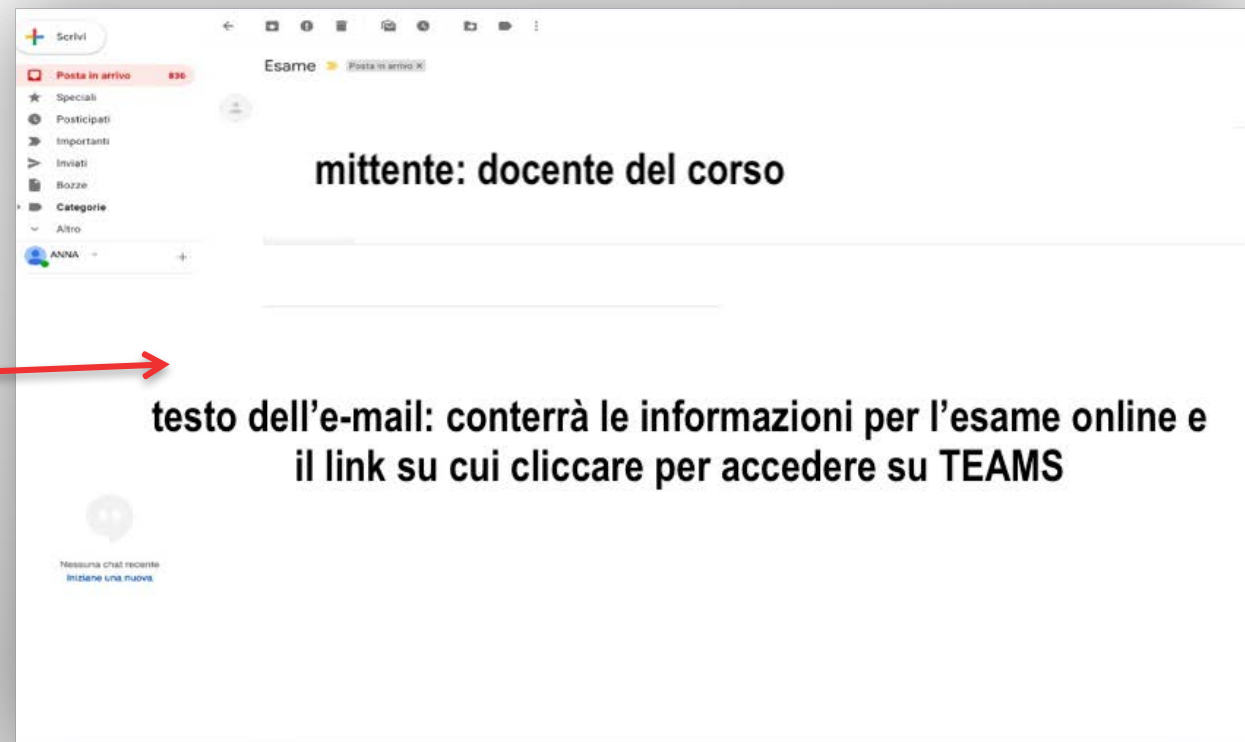 Scrivi
Esame Posta in arrivo ×
Posta in arrivo 836
Speciali
Posticipati
Importanti
Inviati
Bozze
Categorie
Altro
ANNA
mittente: docente del corso
testo dell’e-mail: conterrà le informazioni per l’esame online e
il link su cui cliccare per accedere su TEAMS
Nessuna chat recente
Iniziane una nuova